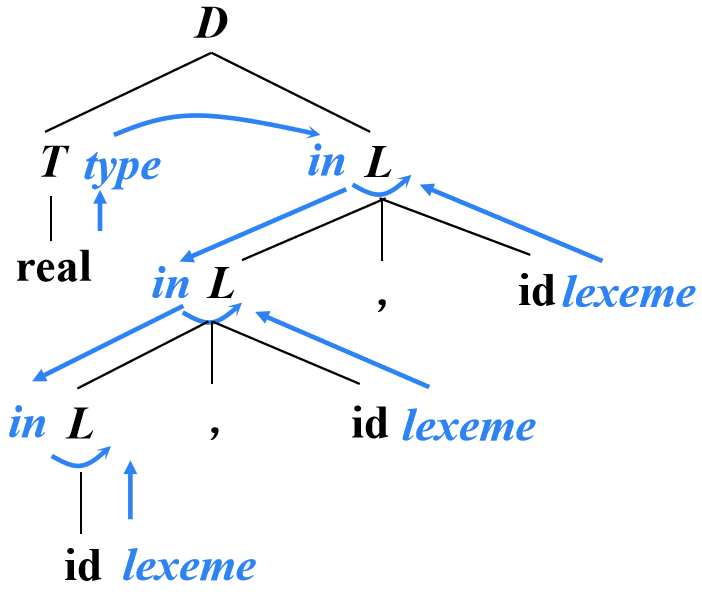 D
T type in L
real
in L , id lexeme
in L , id lexeme
id lexeme